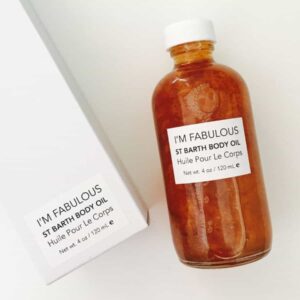 I'M FABULOUS
ST BARTH BODY OIL
Huile Pour Le Corps
Net wt. 4 oz / 120 mL ℮
I'M FABULOUS
ST BARTH BODY OIL
Huile Pour Le Corps
Net wt. 4 oz / 120 mL ℮